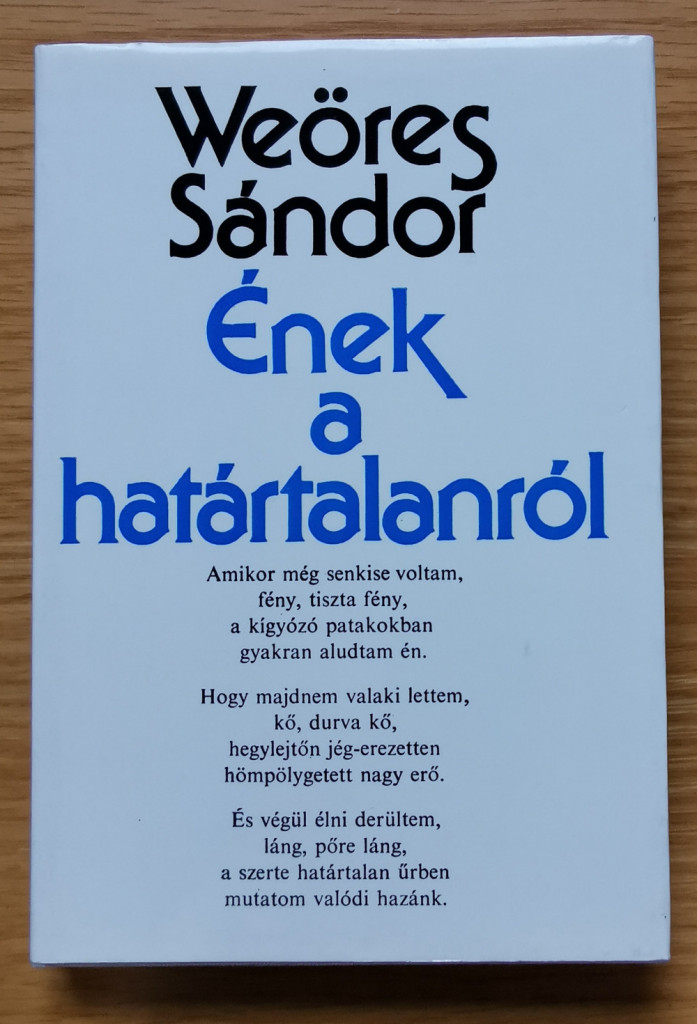 Weöres
Sándor
Ének
a
határtalanról
Amikor még senkise voltam,
fény, tiszta fény,
a kígyózó patakokban
gyakran aludtam én.
Hogy majdnem valaki lettem,
kő, durva kő,
hegylejtőn jég-erezetten
hömpölygetett nagy erő.
És végül élni derültem,
láng, pőre láng,
a szerte határtalan űrben
mutatom valódi hazánk.